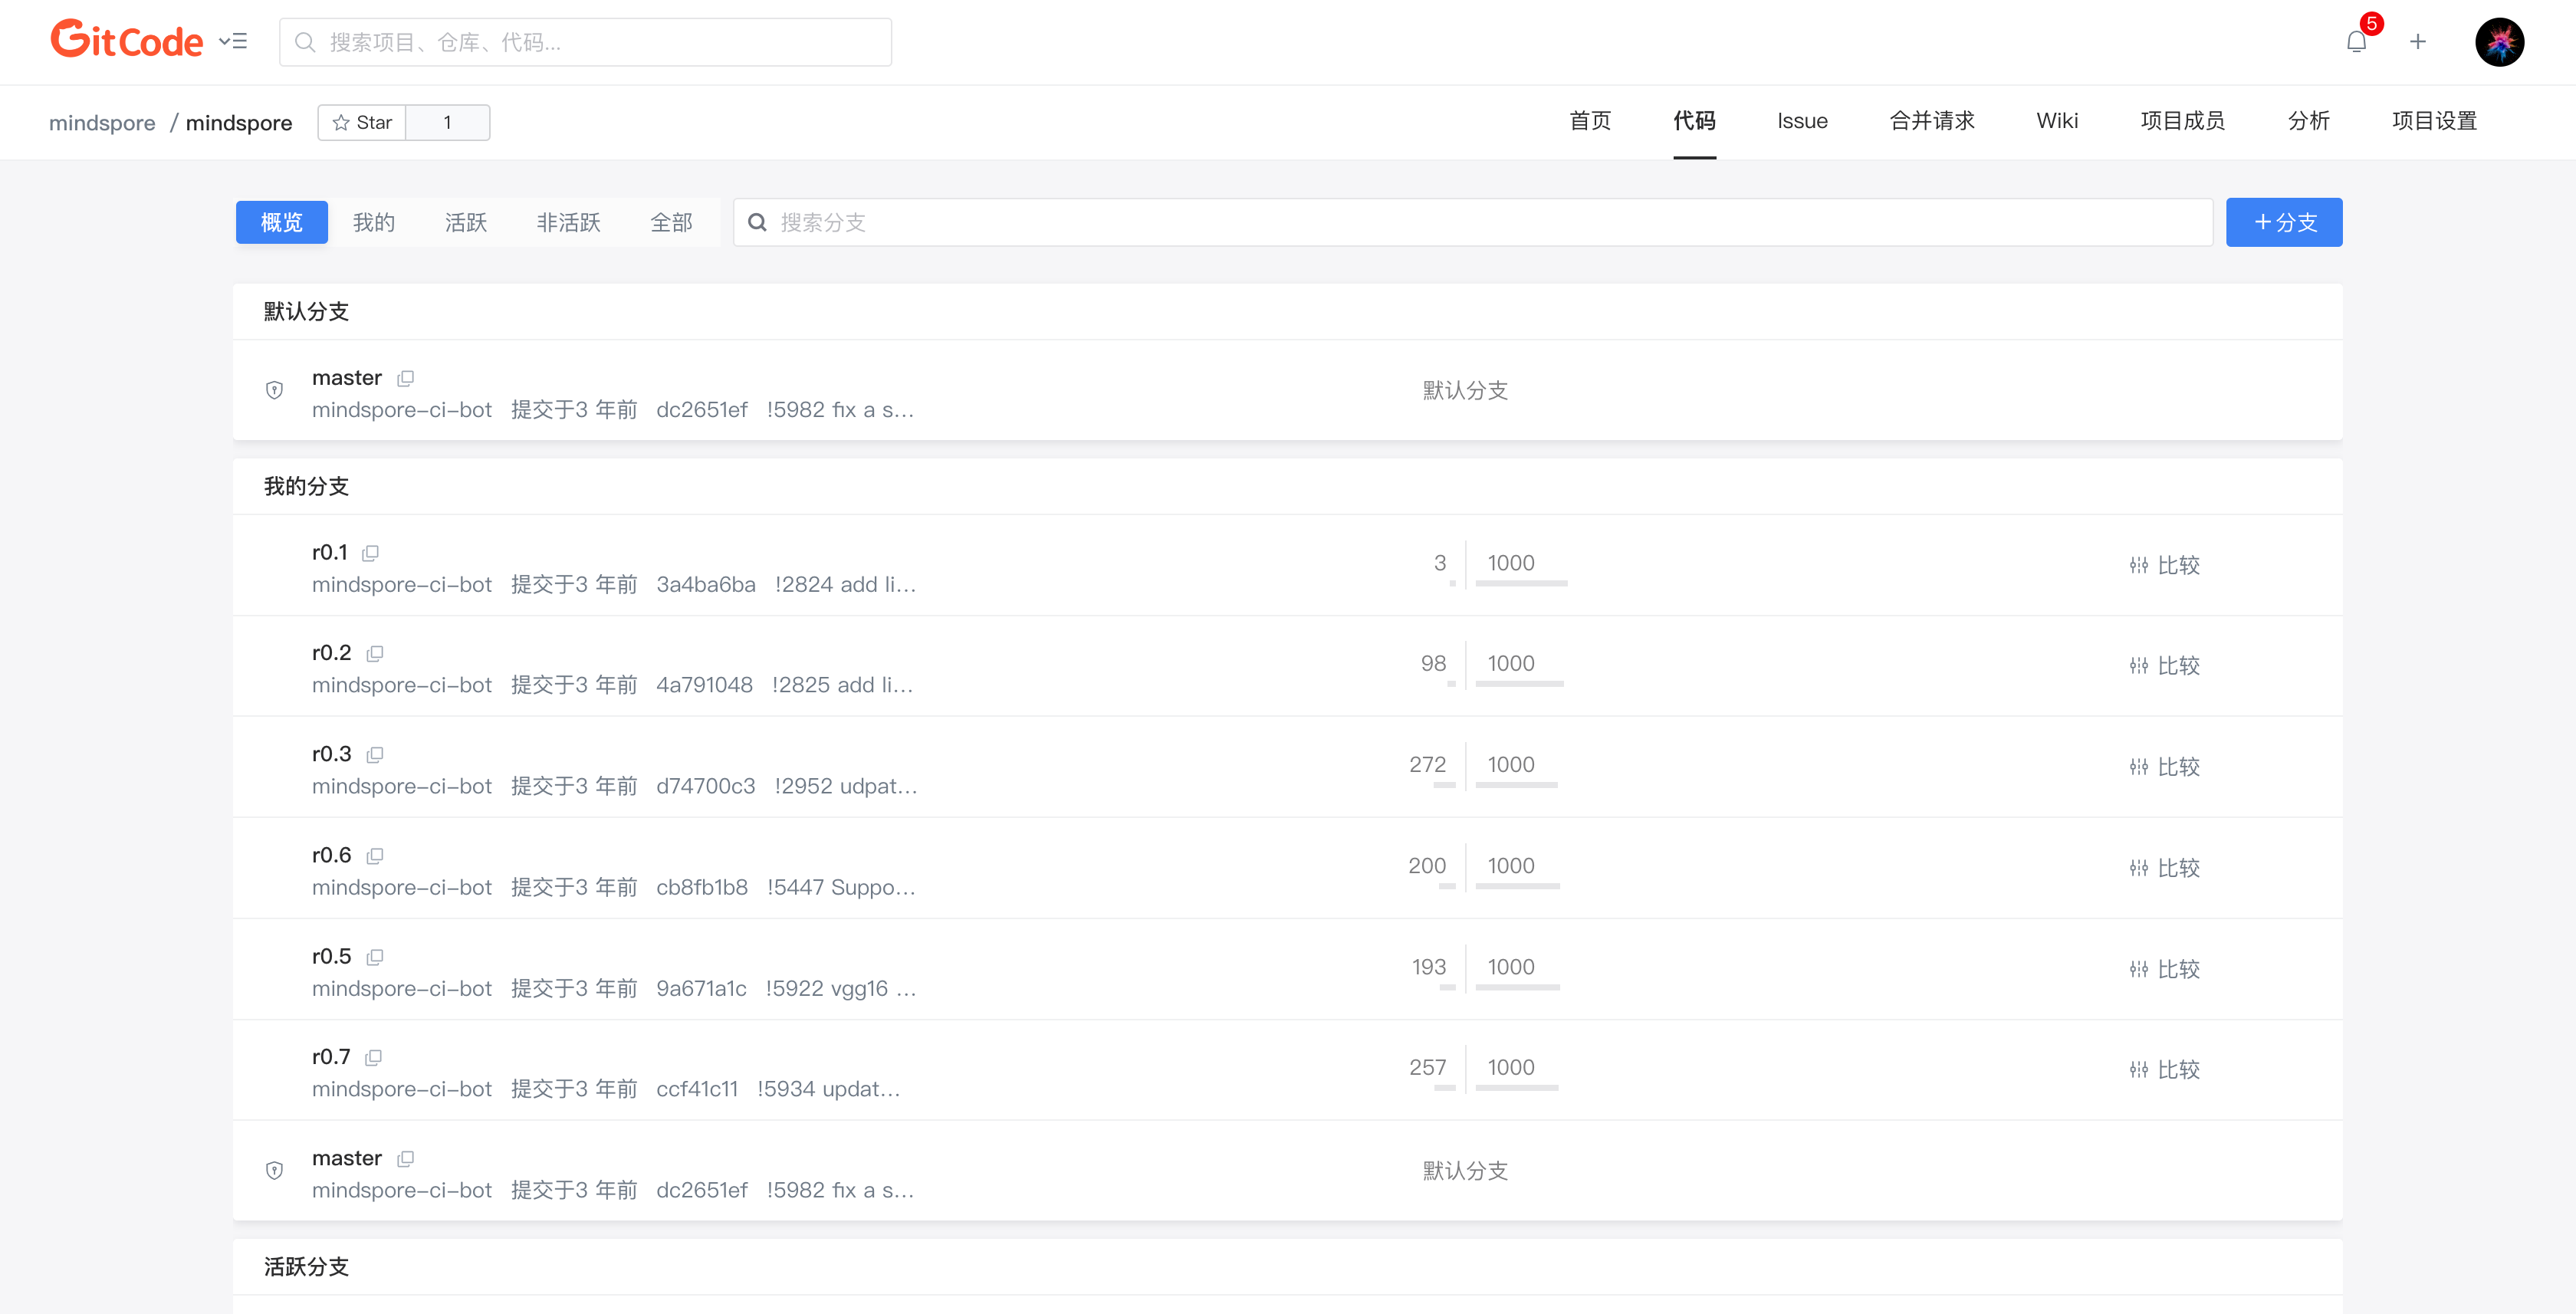 GitCode
搜索项目、仓库、代码...
5
mindspore / mindspore
Star 1
首页 代码 Issue 合并请求 Wiki 项目成员 分析 项目设置
概览 我的 活跃 非活跃 全部
搜索分支
+分支
默认分支
master
默认分支
mindspore-ci-bot 提交于3 年前 dc2651ef !5982 fix a s...
我的分支
r0.1
3 1000
比较
mindspore-ci-bot 提交于3 年前 3a4ba6ba !2824 add li...
r0.2
98 1000
比较
mindspore-ci-bot 提交于3 年前 4a791048 !2825 add li...
r0.3
272 1000
比较
mindspore-ci-bot 提交于3 年前 d74700c3 !2952 udpat...
r0.6
200 1000
比较
mindspore-ci-bot 提交于3 年前 cb8fb1b8 !5447 Suppo...
r0.5
193 1000
比较
mindspore-ci-bot 提交于3 年前 9a671a1c !5922 vgg16 ...
r0.7
257 1000
比较
mindspore-ci-bot 提交于3 年前 ccf41c11 !5934 updat...
master
默认分支
mindspore-ci-bot 提交于3 年前 dc2651ef !5982 fix a s...
活跃分支